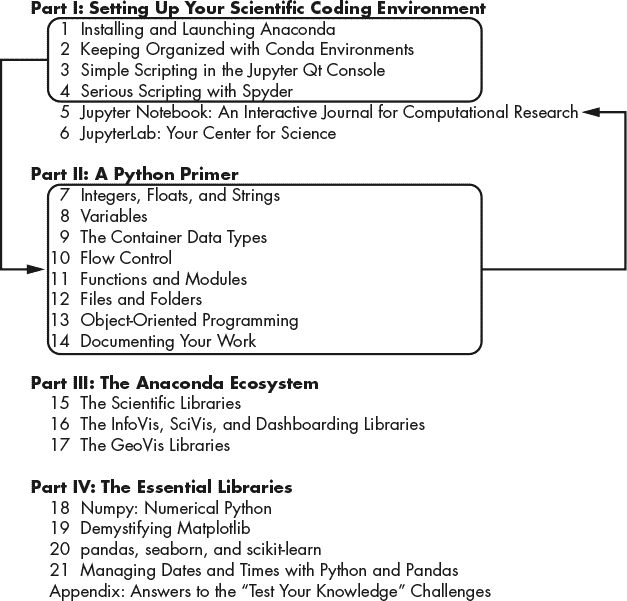 Part I: Setting Up Your Scientific Coding Environment
1 Installing and Launching Anaconda
2 Keeping Organized with Conda Environments
3 Simple Scripting in the Jupyter Qt Console
4 Serious Scripting with Spyder
5 Jupyter Notebook: An Interactive Journal for Computational Research
6 JupyterLab: Your Center for Science
Part II: A Python Primer
7 Integers, Floats, and Strings
8 Variables
9 The Container Data Types
10 Flow Control
11 Functions and Modules
12 Files and Folders
13 Object-Oriented Programming
14 Documenting Your Work
Part III: The Anaconda Ecosystem
15 The Scientific Libraries
16 The InfoVis, SciVis, and Dashboarding Libraries
17 The GeoVis Libraries
Part IV: The Essential Libraries
18 Numpy: Numerical Python
19 Demystifying Matplotlib
20 pandas, seaborn, and scikit-learn
21 Managing Dates and Times with Python and Pandas
Appendix: Answers to the “Test Your Knowledge” Challenges